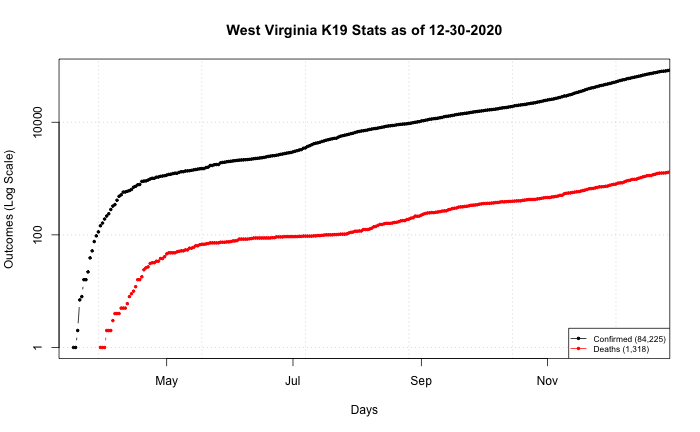 West Virginia K19 Stats as of 12-30-2020
Outcomes (Log Scale)
10000
100
1
Confirmed (84,225)
Deaths (1,318)
May Jul Sep Nov
Days